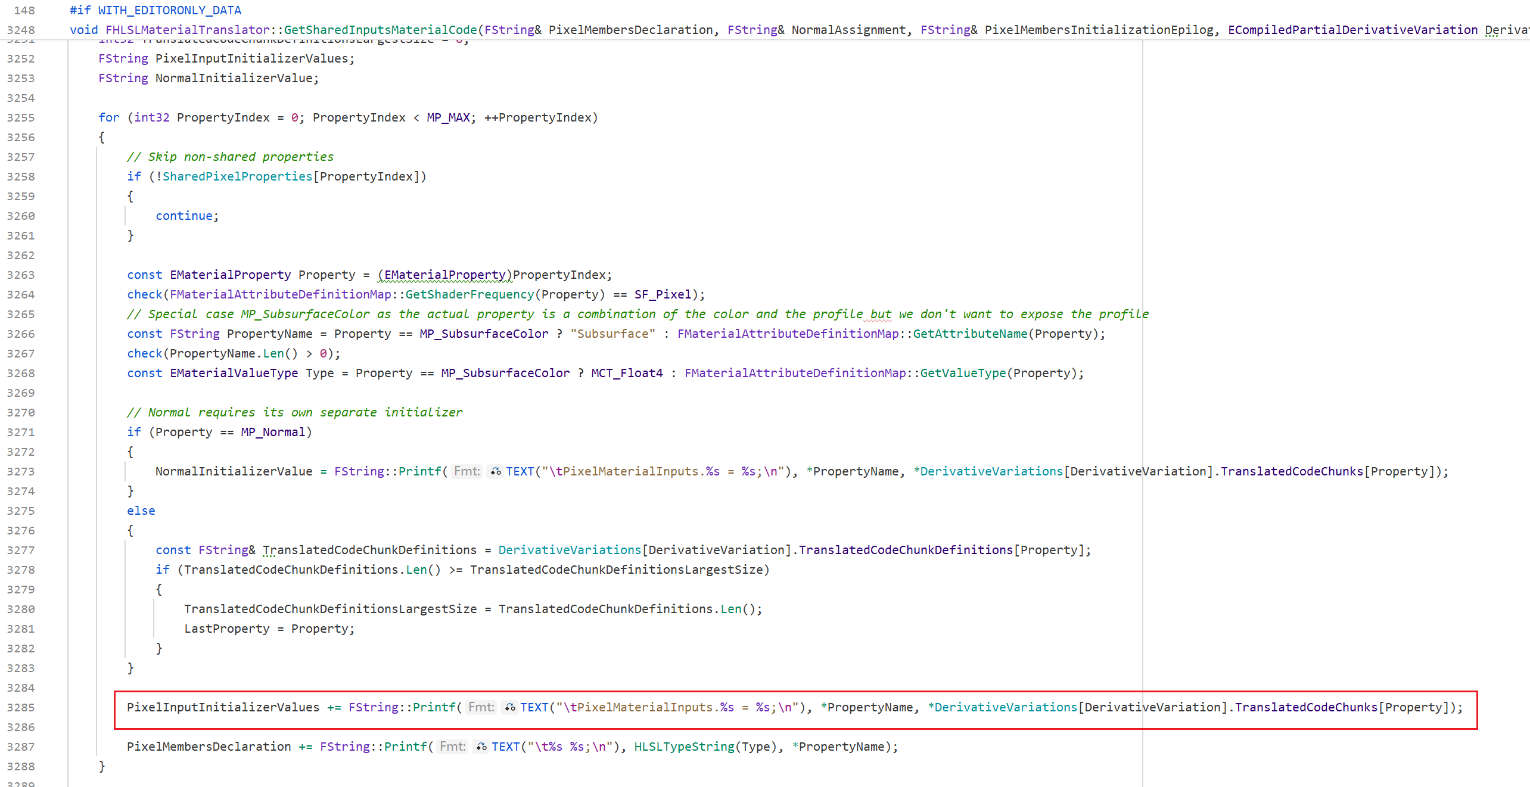 148 #if WITH_EDITORONLY_DATA
3248 void FHLSLMaterialTranslator::GetSharedInputsMaterialCode(FString& PixelMembersDeclaration, FString& NormalAssignment, FString& PixelMembersInitializationEpilog, ECompiledPartialDerivativeVariation Deriva
3251 int32 TranslatedCodeChunkDefinitionsLargestSize = 0;
3252 FString PixelInputInitializerValues;
3253 FString NormalInitializerValue;
3254
3255 for (int32 PropertyIndex = 0; PropertyIndex < MP_MAX; ++PropertyIndex)
3256 {
3257 // Skip non-shared properties
3258 if (!SharedPixelProperties[PropertyIndex])
3259 {
3260 continue;
3261 }
3262
3263 const EMaterialProperty Property = (EMaterialProperty)PropertyIndex;
3264 check(FMaterialAttributeDefinitionMap::GetShaderFrequency(Property) == SF_Pixel);
3265 // Special case MP_SubsurfaceColor as the actual property is a combination of the color and the profile but we don't want to expose the profile
3266 const FString PropertyName = Property == MP_SubsurfaceColor ? "Subsurface" : FMaterialAttributeDefinitionMap::GetAttributeName(Property);
3267 check(PropertyName.Len() > 0);
3268 const EMaterialValueType Type = Property == MP_SubsurfaceColor ? MCT_Float4 : FMaterialAttributeDefinitionMap::GetValueType(Property);
3269
3270 // Normal requires its own separate initializer
3271 if (Property == MP_Normal)
3272 {
3273 NormalInitializerValue = FString::Printf( Fmt: TEXT("\tPixelMaterialInputs.%s = %s;\n"), *PropertyName, *DerivativeVariations[DerivativeVariation].TranslatedCodeChunks[Property]);
3274 }
3275 else
3276 {
3277 const FString& TranslatedCodeChunkDefinitions = DerivativeVariations[DerivativeVariation].TranslatedCodeChunkDefinitions[Property];
3278 if (TranslatedCodeChunkDefinitions.Len() >= TranslatedCodeChunkDefinitionsLargestSize)
3279 {
3280 TranslatedCodeChunkDefinitionsLargestSize = TranslatedCodeChunkDefinitions.Len();
3281 LastProperty = Property;
3282 }
3283 }
3284
3285 PixelInputInitializerValues += FString::Printf( Fmt: TEXT("\tPixelMaterialInputs.%s = %s;\n"), *PropertyName, *DerivativeVariations[DerivativeVariation].TranslatedCodeChunks[Property]);
3286
3287 PixelMembersDeclaration += FString::Printf( Fmt: TEXT("\t%s %s;\n"), HLSLTypeString(Type), *PropertyName);
3288 }
3289